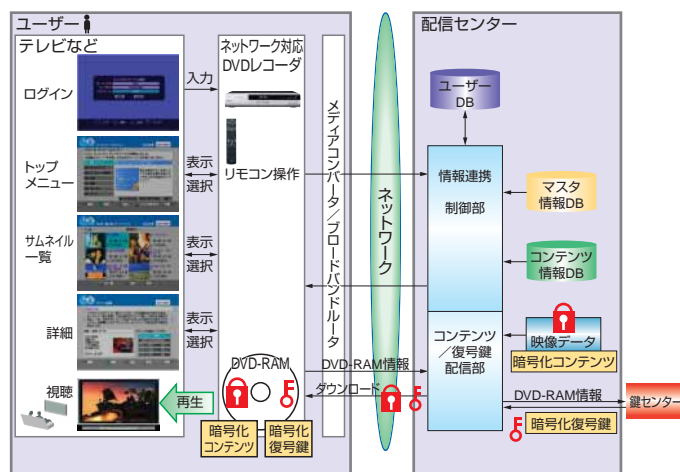 ユーザー
テレビなど
ログイン
トップ
メニュー
サムネイル
一覧
詳細
視聴
入力
表示
選択
表示
選択
表示
選択
再生
ネットワーク対応
DVDレコーダ
リモコン操作
DVD-RAM
暗号化
コンテンツ
暗号化
復号鍵
メディアコンバータ/ブロードバンドルータ
ネットワーク
DVD-RAM情報
ダウンロード
配信センター
ユーザー
DB
情報連携
制御部
マスタ
情報DB
コンテンツ
情報DB
コンテンツ
/復号鍵
配信部
映像データ
暗号化コンテンツ
DVD-RAM情報
暗号化復号鍵
鍵センター